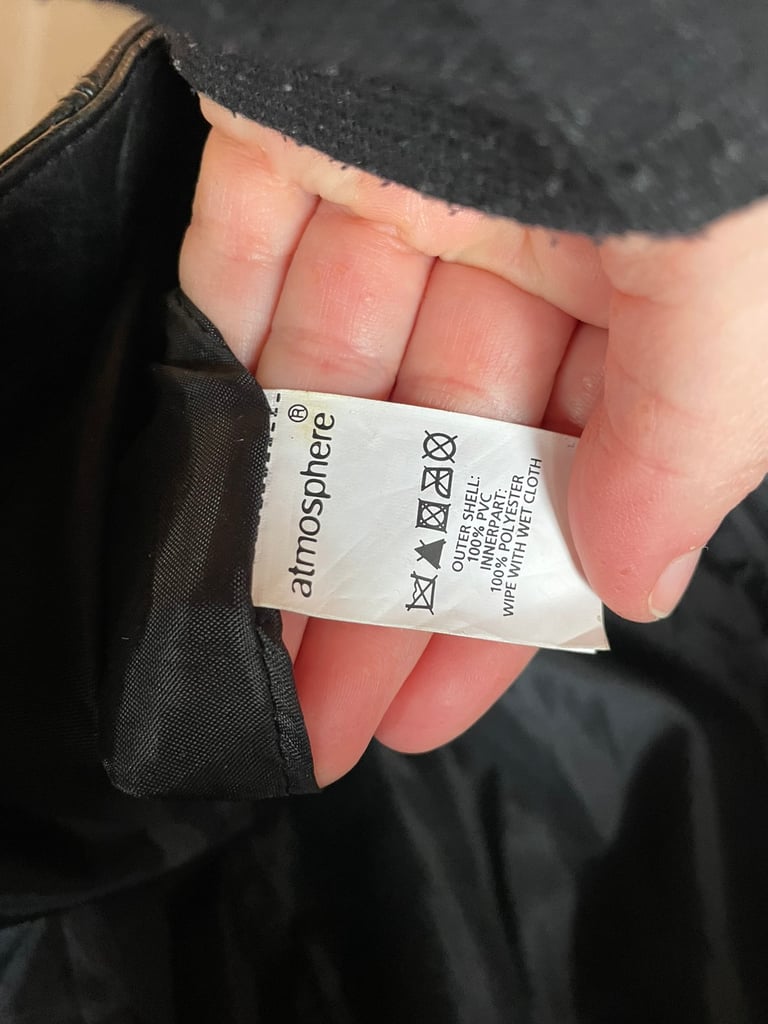 atmosphere®
OUTER SHELL:
100% PVC
INNERPART:
100% POLYESTER
WIPE WITH WET CLOTH